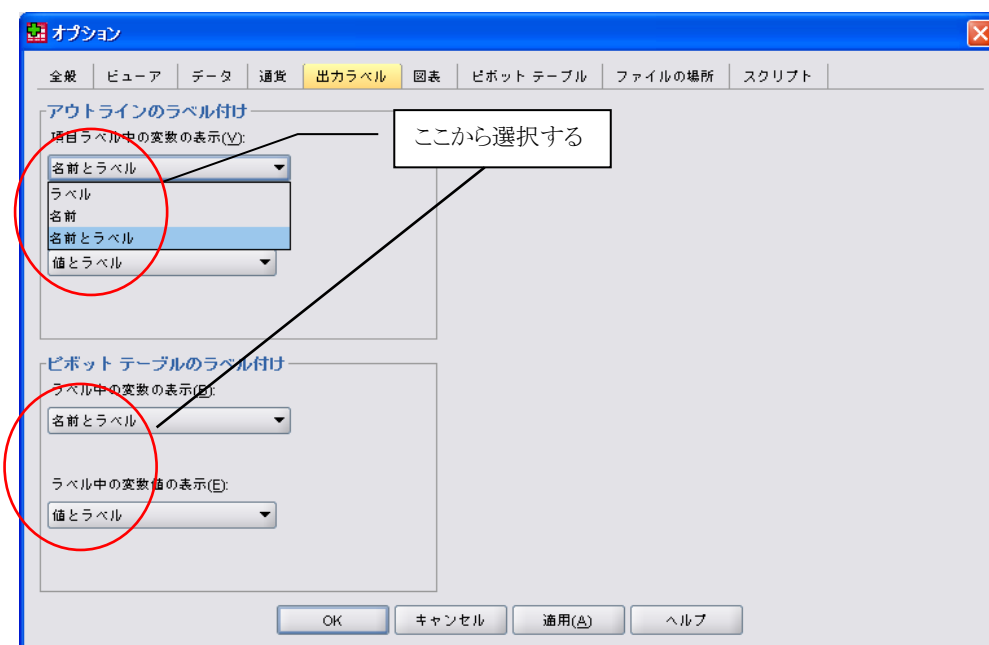 オプション
全般 ビューア データ 通貨 出力ラベル 図表 ピボット テーブル ファイルの場所 スクリプト
アウトラインのラベル付け
項目ラベル中の変数の表示(V):
ここから選択する
名前とラベル
ラベル
名前
名前とラベル
値とラベル
ピボット テーブルのラベル付け
ラベル中の変数の表示(B):
名前とラベル
ラベル中の変数値の表示(E):
値とラベル
OK キャンセル 適用(A) ヘルプ